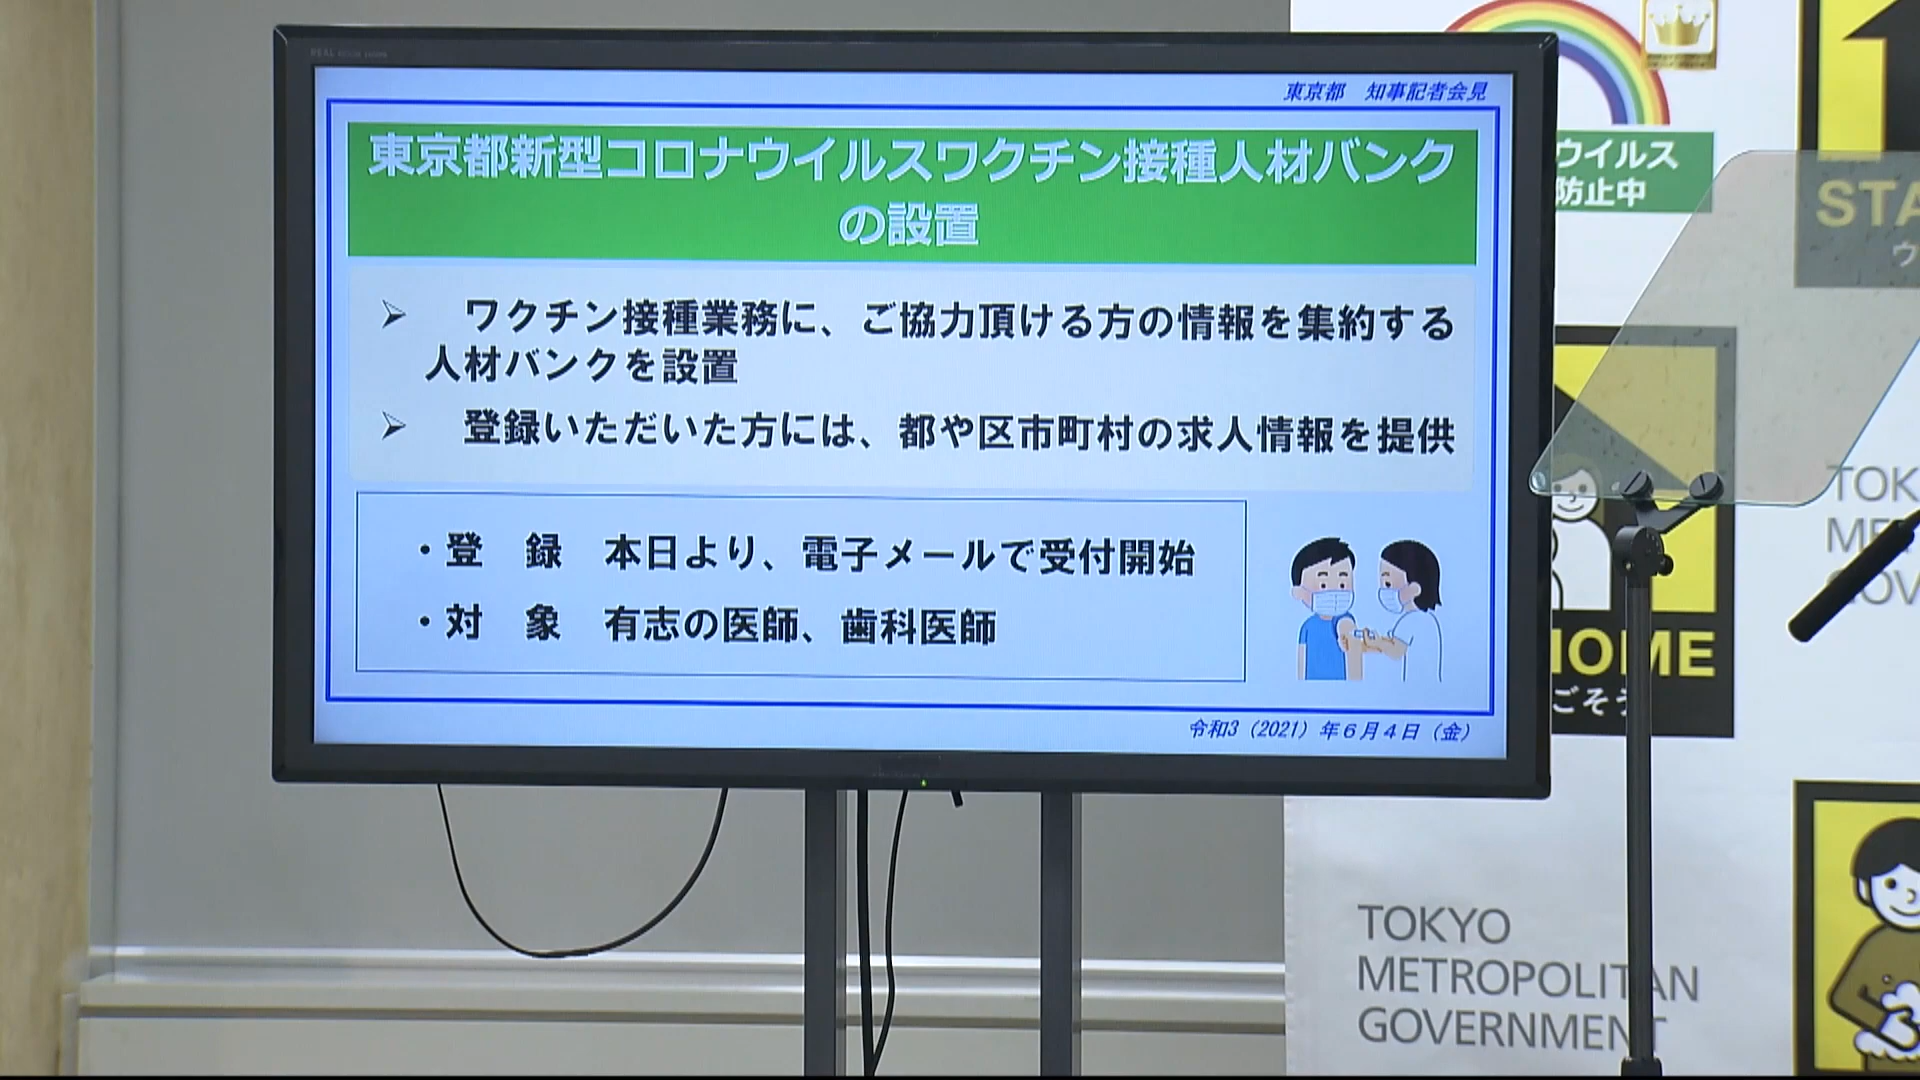 東京都　知事記者会見
東京都新型コロナウイルスワクチン接種人材バンク
の設置
➢　ワクチン接種業務に、ご協力頂ける方の情報を集約する
人材バンクを設置
➢　登録いただいた方には、都や区市町村の求人情報を提供
・登　録　本日より、電子メールで受付開始
・対　象　有志の医師、歯科医師
令和3（2021）年６月４日（金）
ウイルス
防止中
STA
ウ
HOME
ごそう
TOK
ME
GOV
TOKYO
METROPOLITAN
GOVERNMENT